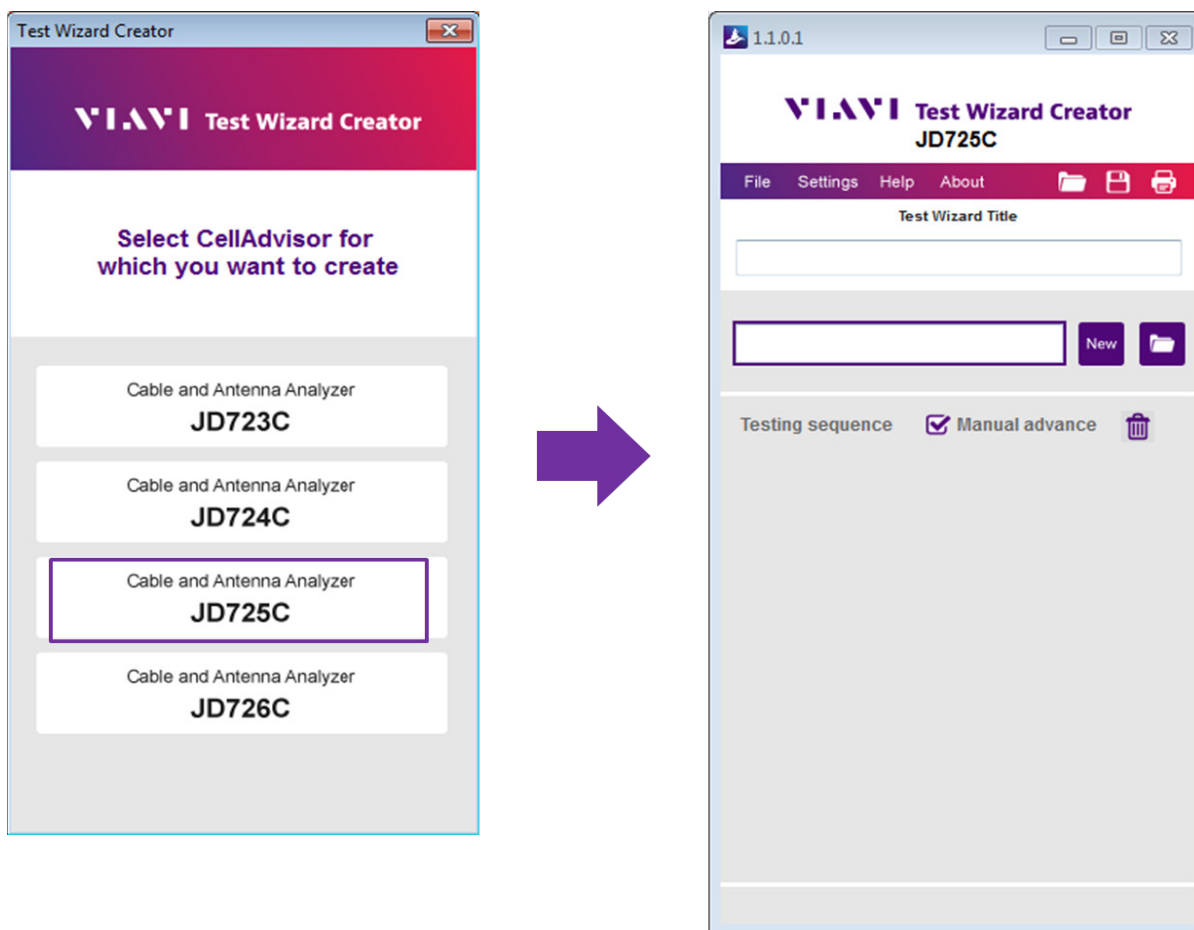 Test Wizard Creator
VIAVI Test Wizard Creator
Select CellAdvisor for
which you want to create
Cable and Antenna Analyzer
JD723C
Cable and Antenna Analyzer
JD724C
Cable and Antenna Analyzer
JD725C
Cable and Antenna Analyzer
JD726C
1.1.0.1
VIAVI Test Wizard Creator
JD725C
File Settings Help About
Test Wizard Title
New
Testing sequence Manual advance